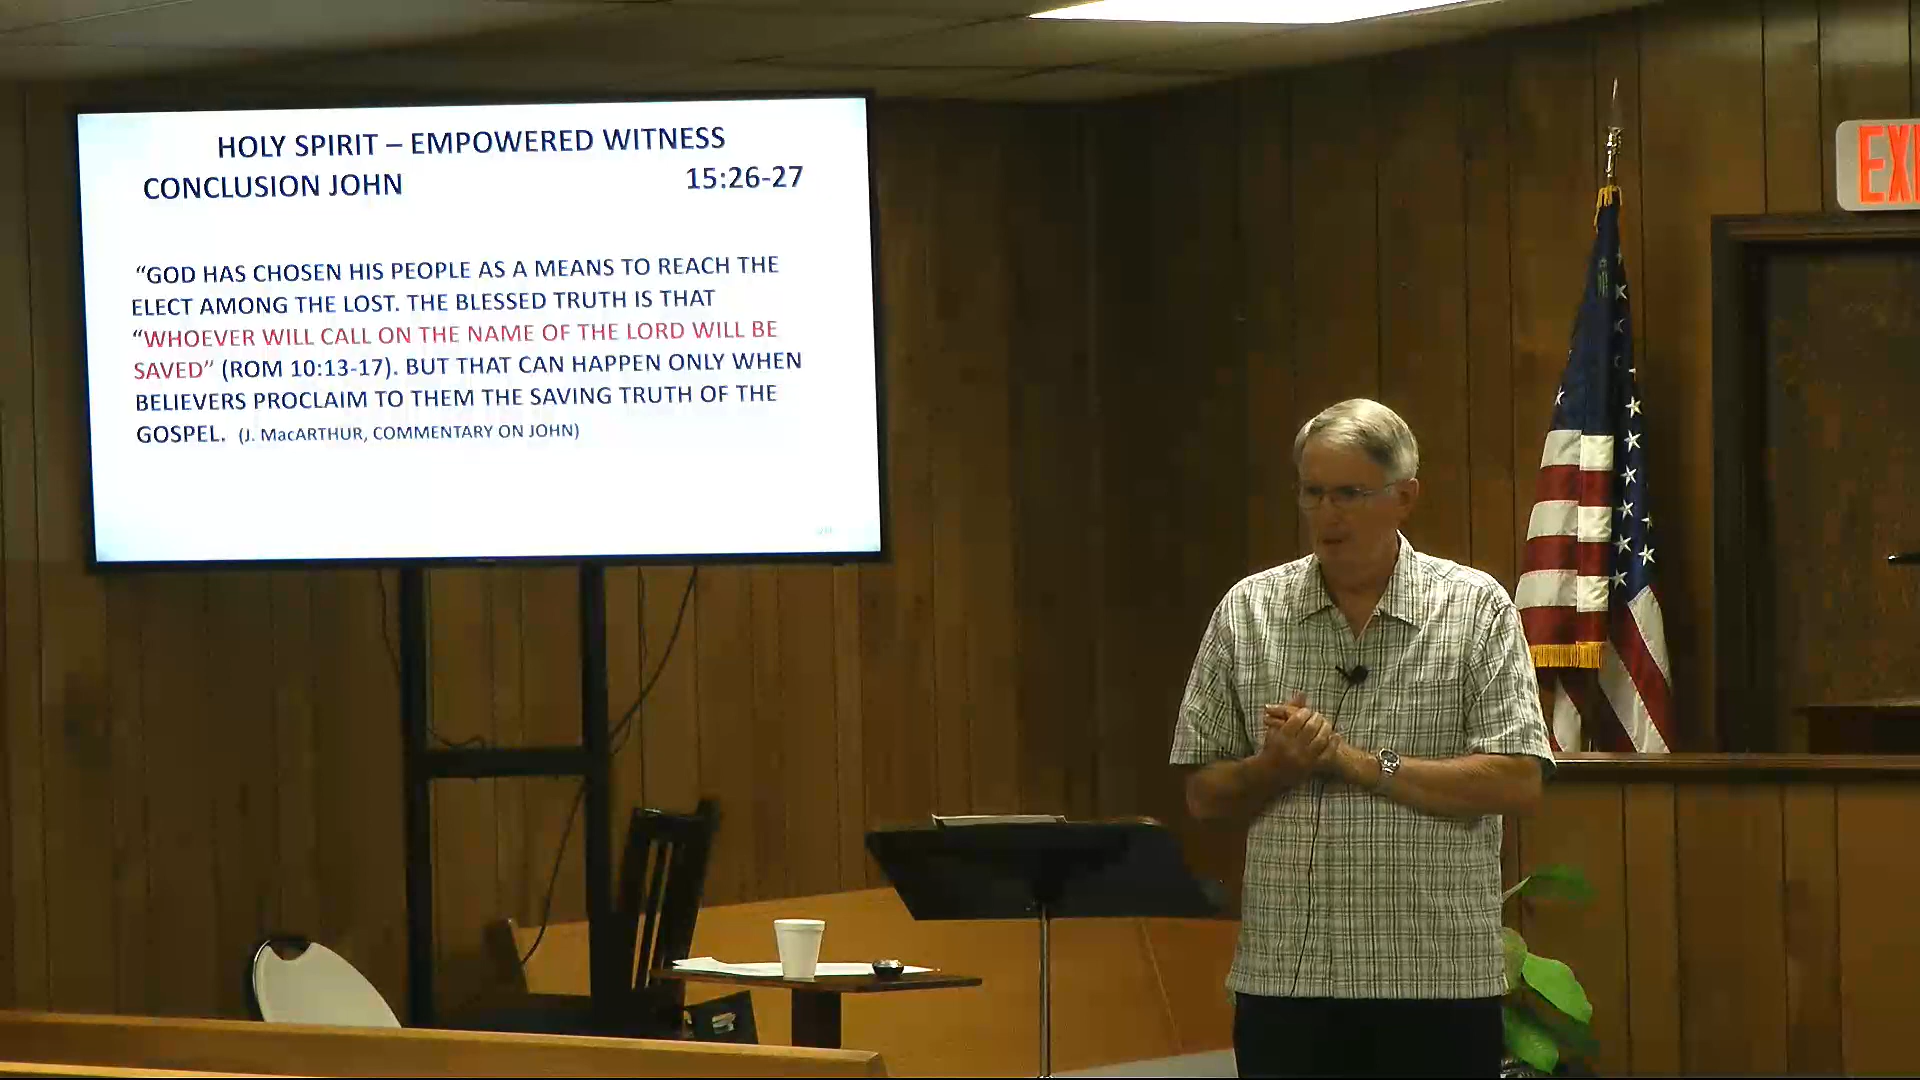 HOLY SPIRIT – EMPOWERED WITNESS
CONCLUSION JOHN 15:26-27
“GOD HAS CHOSEN HIS PEOPLE AS A MEANS TO REACH THE
ELECT AMONG THE LOST. THE BLESSED TRUTH IS THAT
“WHOEVER WILL CALL ON THE NAME OF THE LORD WILL BE
SAVED” (ROM 10:13-17). BUT THAT CAN HAPPEN ONLY WHEN
BELIEVERS PROCLAIM TO THEM THE SAVING TRUTH OF THE
GOSPEL. (J. MacARTHUR, COMMENTARY ON JOHN)